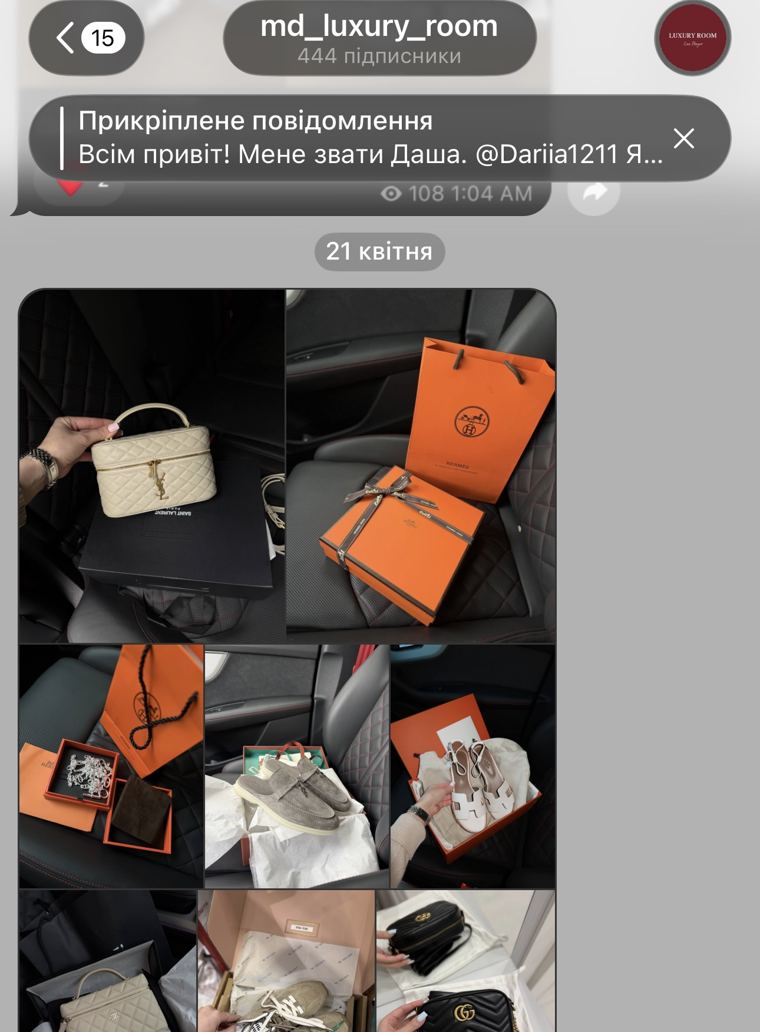 15
md_luxury_room
444 підписники
LUXURY ROOM
Прикріплене повідомлення
Всім привіт! Мене звати Даша. @Dariia1211 Я...
2
108 1:04 AM
21 квітня
SAINT LAURENT
HERMÈS